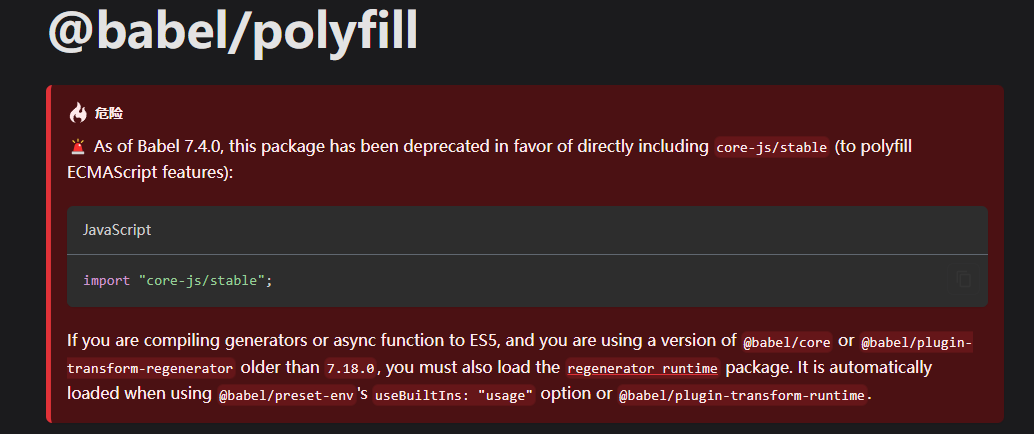 @babel/polyfill
危险
🚨 As of Babel 7.4.0, this package has been deprecated in favor of directly including core-js/stable (to polyfill
ECMAScript features):
JavaScript
import "core-js/stable";
If you are compiling generators or async function to ES5, and you are using a version of @babel/core or @babel/plugin-
transform-regenerator older than 7.18.0, you must also load the regenerator runtime package. It is automatically
loaded when using @babel/preset-env's useBuiltIns: "usage" option or @babel/plugin-transform-runtime.